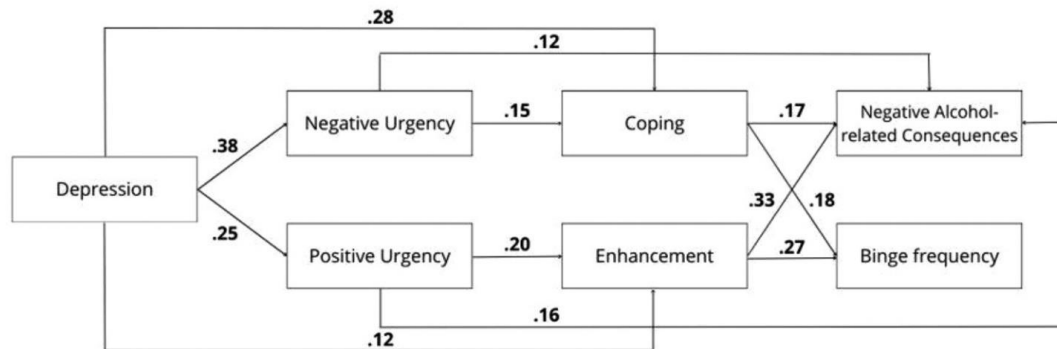 .28
.12
Negative Urgency
.15
Coping
.17
Negative Alcohol-
related Consequences
.38
Depression
.33
.18
.25
Positive Urgency
.20
Enhancement
.27
Binge frequency
.16
.12